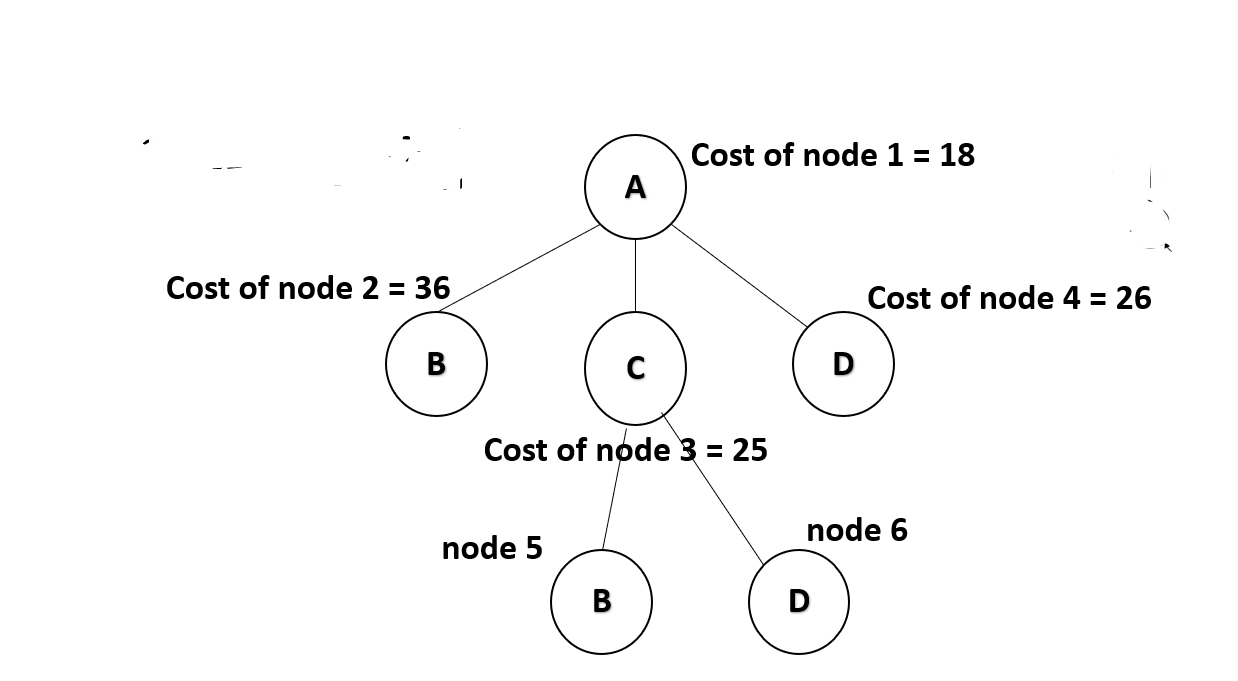 Cost of node 1 = 18
A
Cost of node 2 = 36
Cost of node 4 = 26
B
C
D
Cost of node 3 = 25
node 6
node 5
B
D